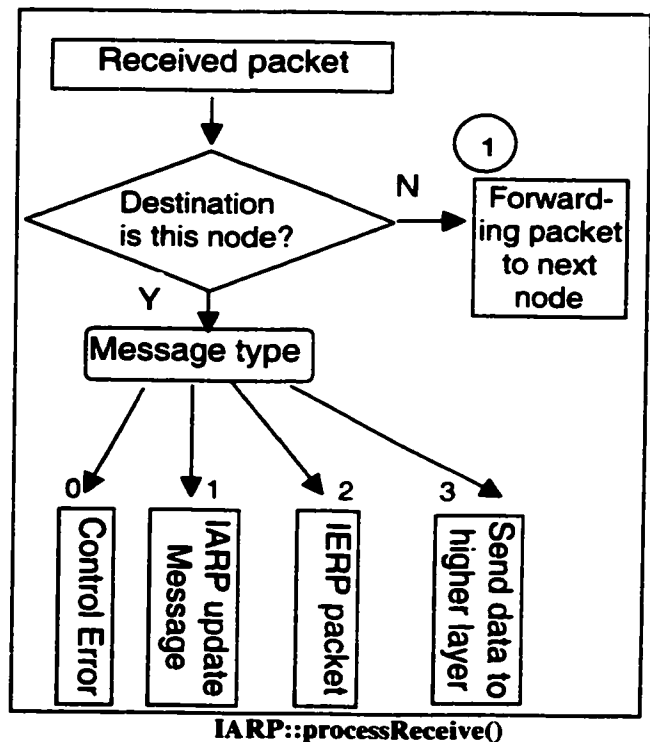 Received packet
1
Destination
is this node?
N
Forward-
ing packet
to next
node
Y
Message type
0
1
2
3
Control Error
IARP update
Message
IERP packet
Send data to
higher layer
IARP::processReceive()